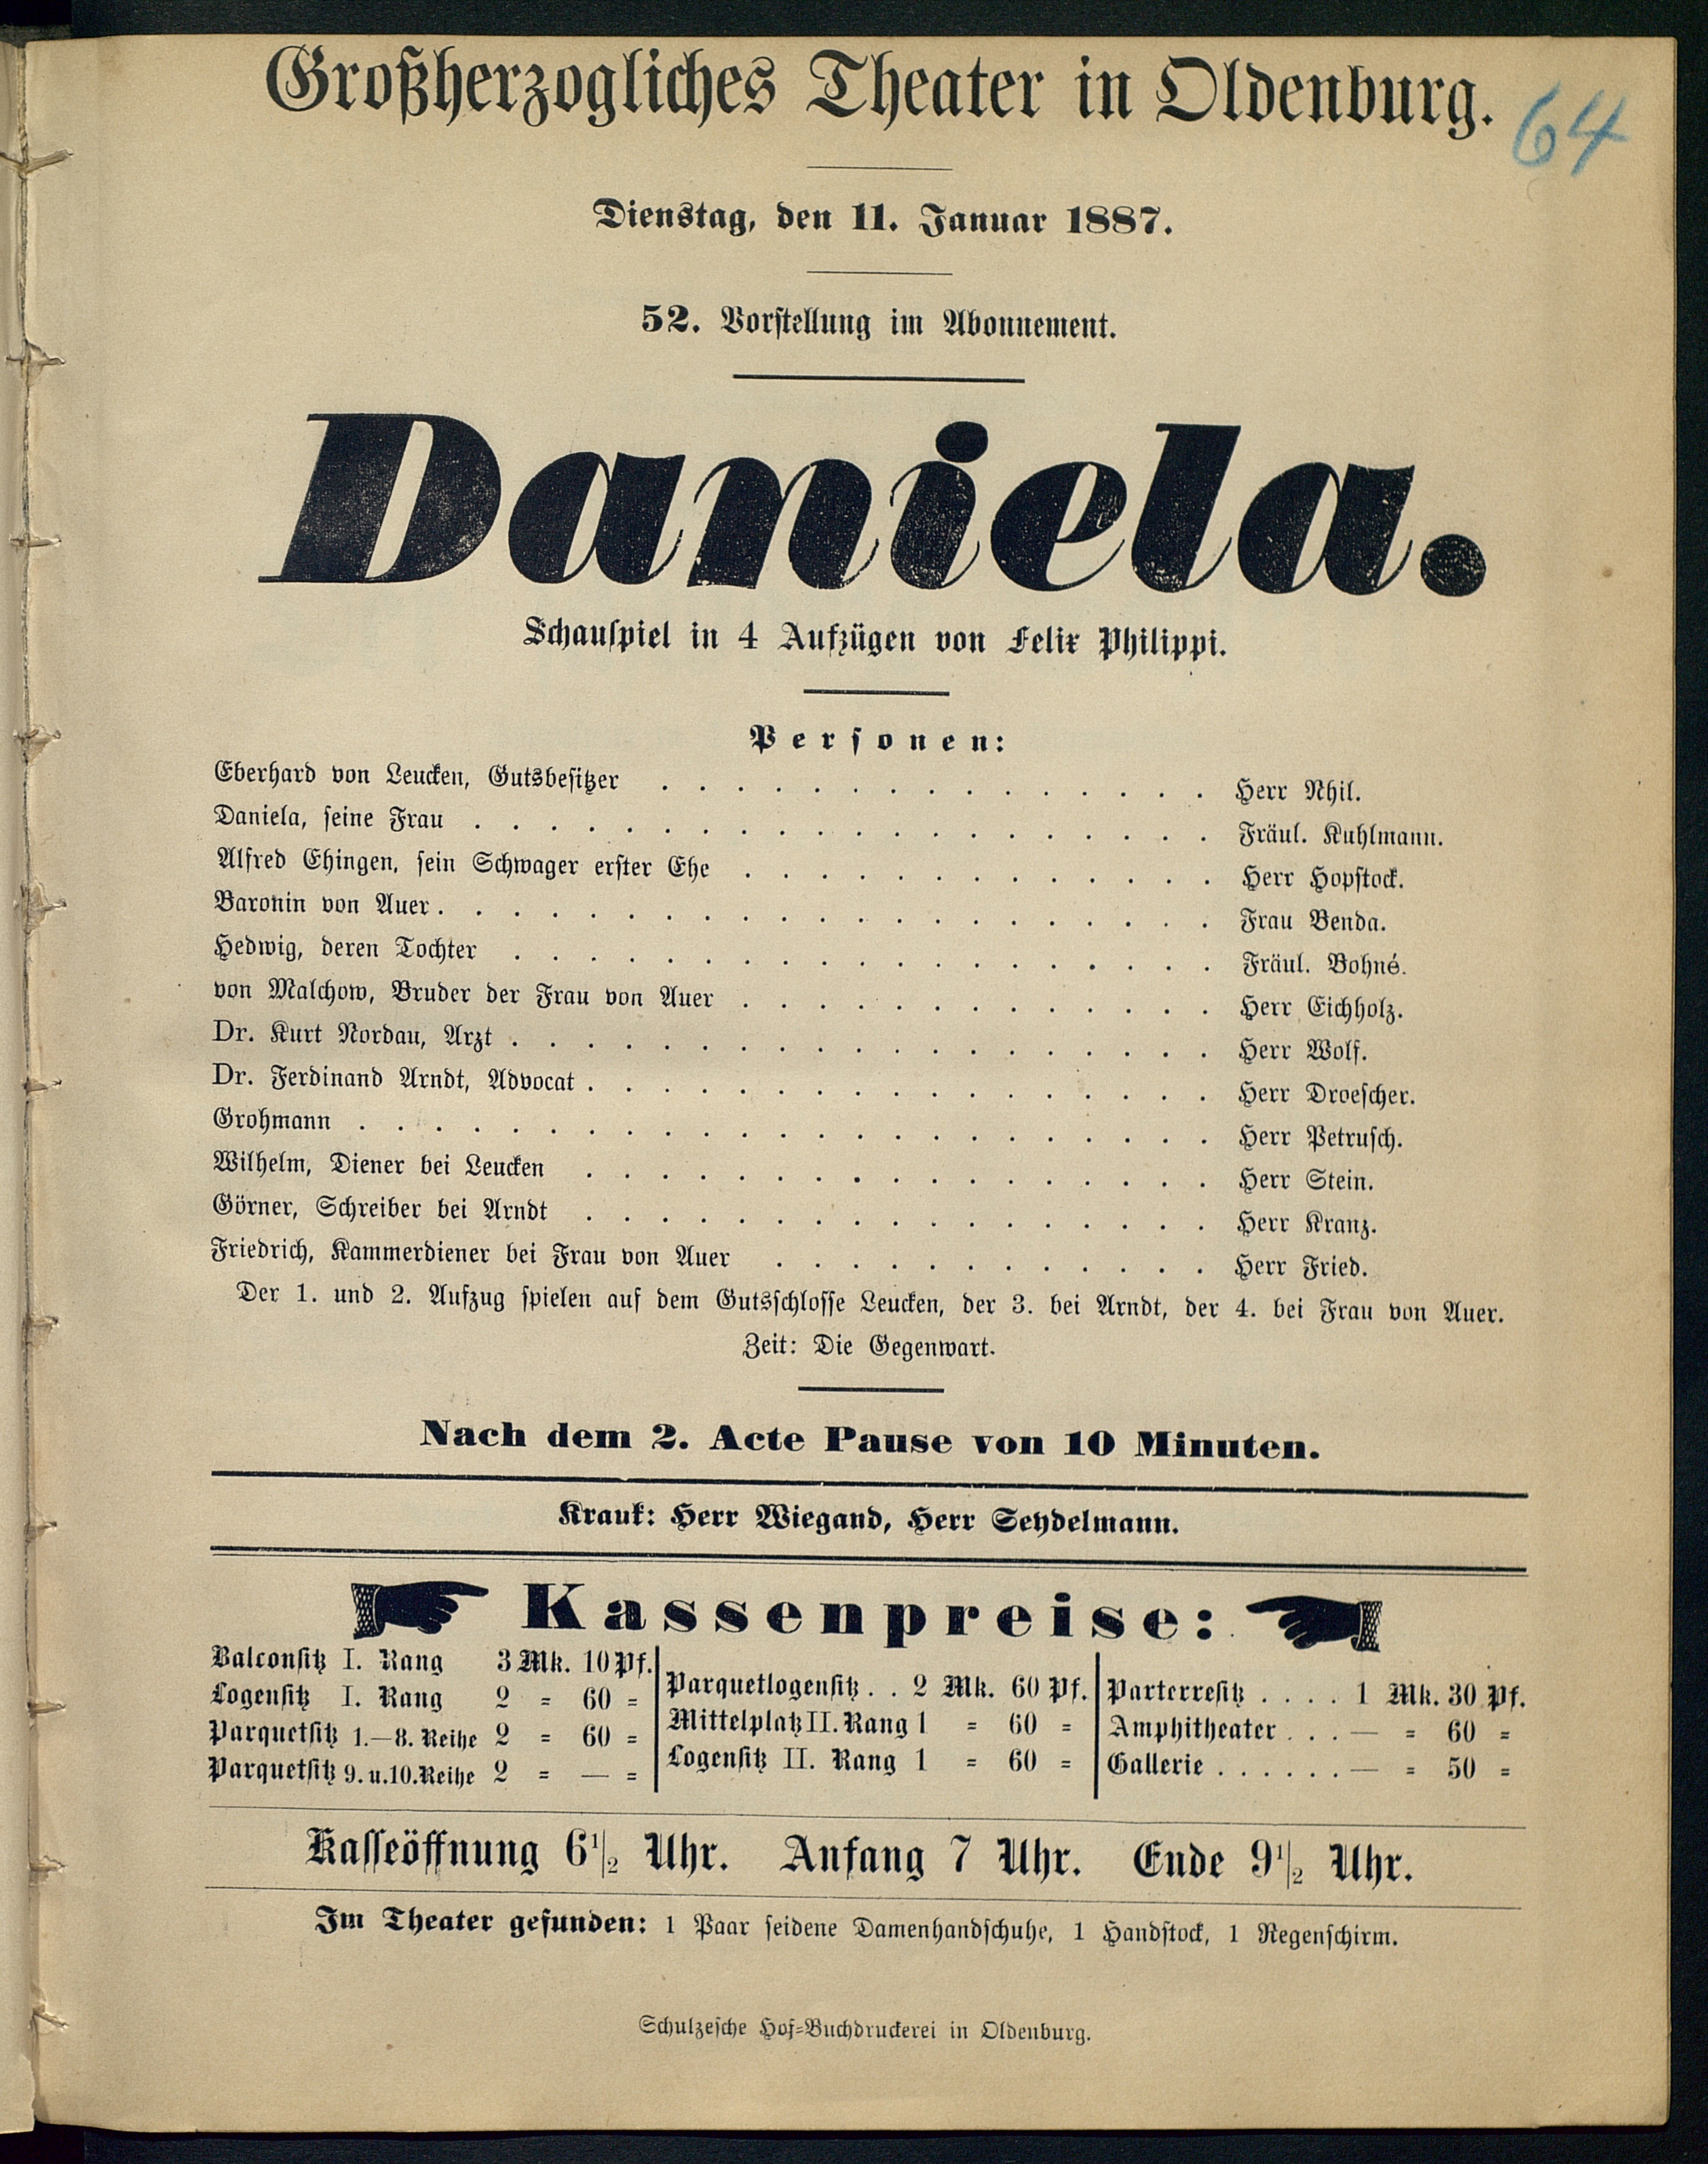 Großherzogliches Theater in Oldenburg.
64
Dienstag, den 11. Januar 1887.
52. Vorstellung im Abonnement.
Daniela.
Schauspiel in 4 Aufzügen von Felix Philippi.
Personen:
Eberhard von Leucken, Gutsbesitzer . . . . . . . . . . . . . . . Herr Rhil.
Daniela, seine Frau . . . . . . . . . . . . . . . . . . . . Fräul. Kuhlmann.
Alfred Ehingen, sein Schwager erster Ehe . . . . . . . . . . . . . Herr Hopstock.
Baronin von Auer. . . . . . . . . . . . . . . . . . . . . Frau Benda.
Hedwig, deren Tochter . . . . . . . . . . . . . . . . . . . Fräul. Bohné.
von Malchow, Bruder der Frau von Auer . . . . . . . . . . . . . Herr Eichholz.
Dr. Kurt Nordau, Arzt . . . . . . . . . . . . . . . . . . . Herr Wolf.
Dr. Ferdinand Arndt, Advocat . . . . . . . . . . . . . . . . . Herr Droescher.
Grohmann . . . . . . . . . . . . . . . . . . . . . . . Herr Petrusch.
Wilhelm, Diener bei Leucken . . . . . . . . . . . . . . . . . Herr Stein.
Görner, Schreiber bei Arndt . . . . . . . . . . . . . . . . . Herr Kranz.
Friedrich, Kammerdiener bei Frau von Auer . . . . . . . . . . . . Herr Fried.
Der 1. und 2. Aufzug spielen auf dem Gutsschlosse Leucken, der 3. bei Arndt, der 4. bei Frau von Auer.
Zeit: Die Gegenwart.
Nach dem 2. Acte Pause von 10 Minuten.
Krank: Herr Wiegand, Herr Seydelmann.
Kassenpreise:
Balconsitz I. Rang 3 Mk. 10 Pf.
Logensitz I. Rang 2 = 60 =
Parquetsitz 1.—8. Reihe 2 = 60 =
Parquetsitz 9. u. 10. Reihe 2 = — =
Parquetlogensitz . . 2 Mk. 60 Pf.
Mittelplatz II. Rang 1 = 60 =
Logensitz II. Rang 1 = 60 =
Parterresitz . . . . 1 Mk. 30 Pf.
Amphitheater . . . — = 60 =
Gallerie . . . . . . — = 50 =
Kasseöffnung 6½ Uhr. Anfang 7 Uhr. Ende 9½ Uhr.
Im Theater gefunden: 1 Paar seidene Damenhandschuhe, 1 Handstock, 1 Regenschirm.
Schulzesche Hof=Buchdruckerei in Oldenburg.